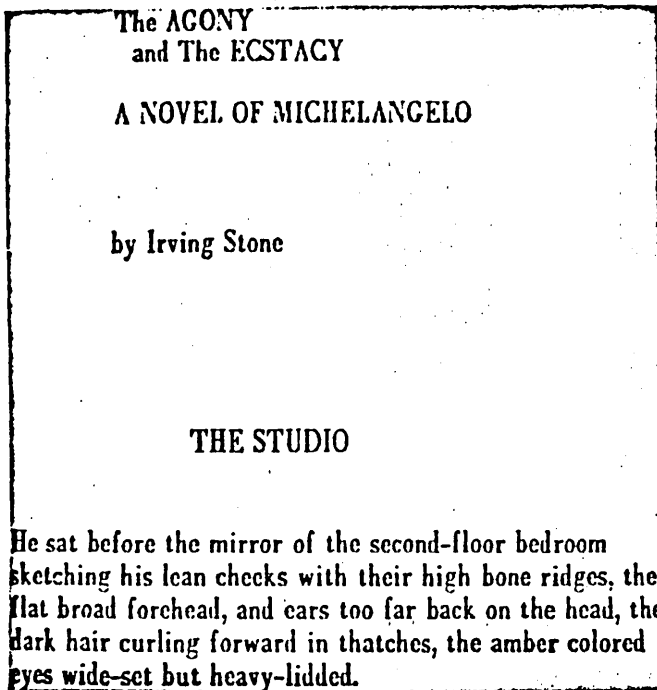 The AGONY
and The ECSTACY
A NOVEL OF MICHELANGELO
by Irving Stone
THE STUDIO
He sat before the mirror of the second-floor bedroom
sketching his lean cheeks with their high bone ridges, the
flat broad forehead, and ears too far back on the head, the
dark hair curling forward in thatches, the amber colored
eyes wide-set but heavy-lidded.